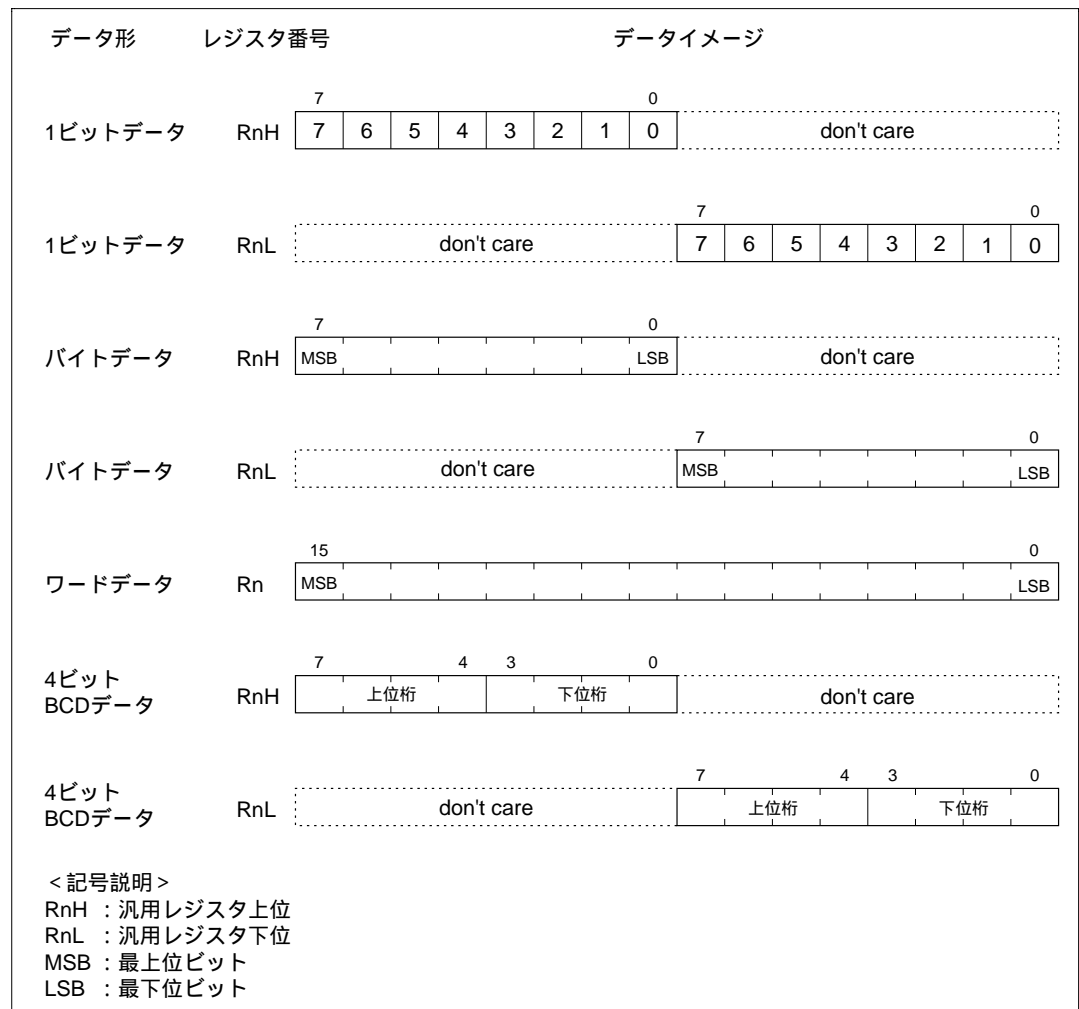 データ形 レジスタ番号 データイメージ
7 0
1ビットデータ RnH 7 6 5 4 3 2 1 0 don't care
7 0
1ビットデータ RnL don't care 7 6 5 4 3 2 1 0
7 0
バイトデータ RnH MSB LSB don't care
7 0
バイトデータ RnL don't care MSB LSB
15 0
ワードデータ Rn MSB LSB
7 4 3 0
4ビット
BCDデータ RnH 上位桁 下位桁 don't care
7 4 3 0
4ビット
BCDデータ RnL don't care 上位桁 下位桁
<記号説明>
RnH :汎用レジスタ上位
RnL :汎用レジスタ下位
MSB :最上位ビット
LSB :最下位ビット